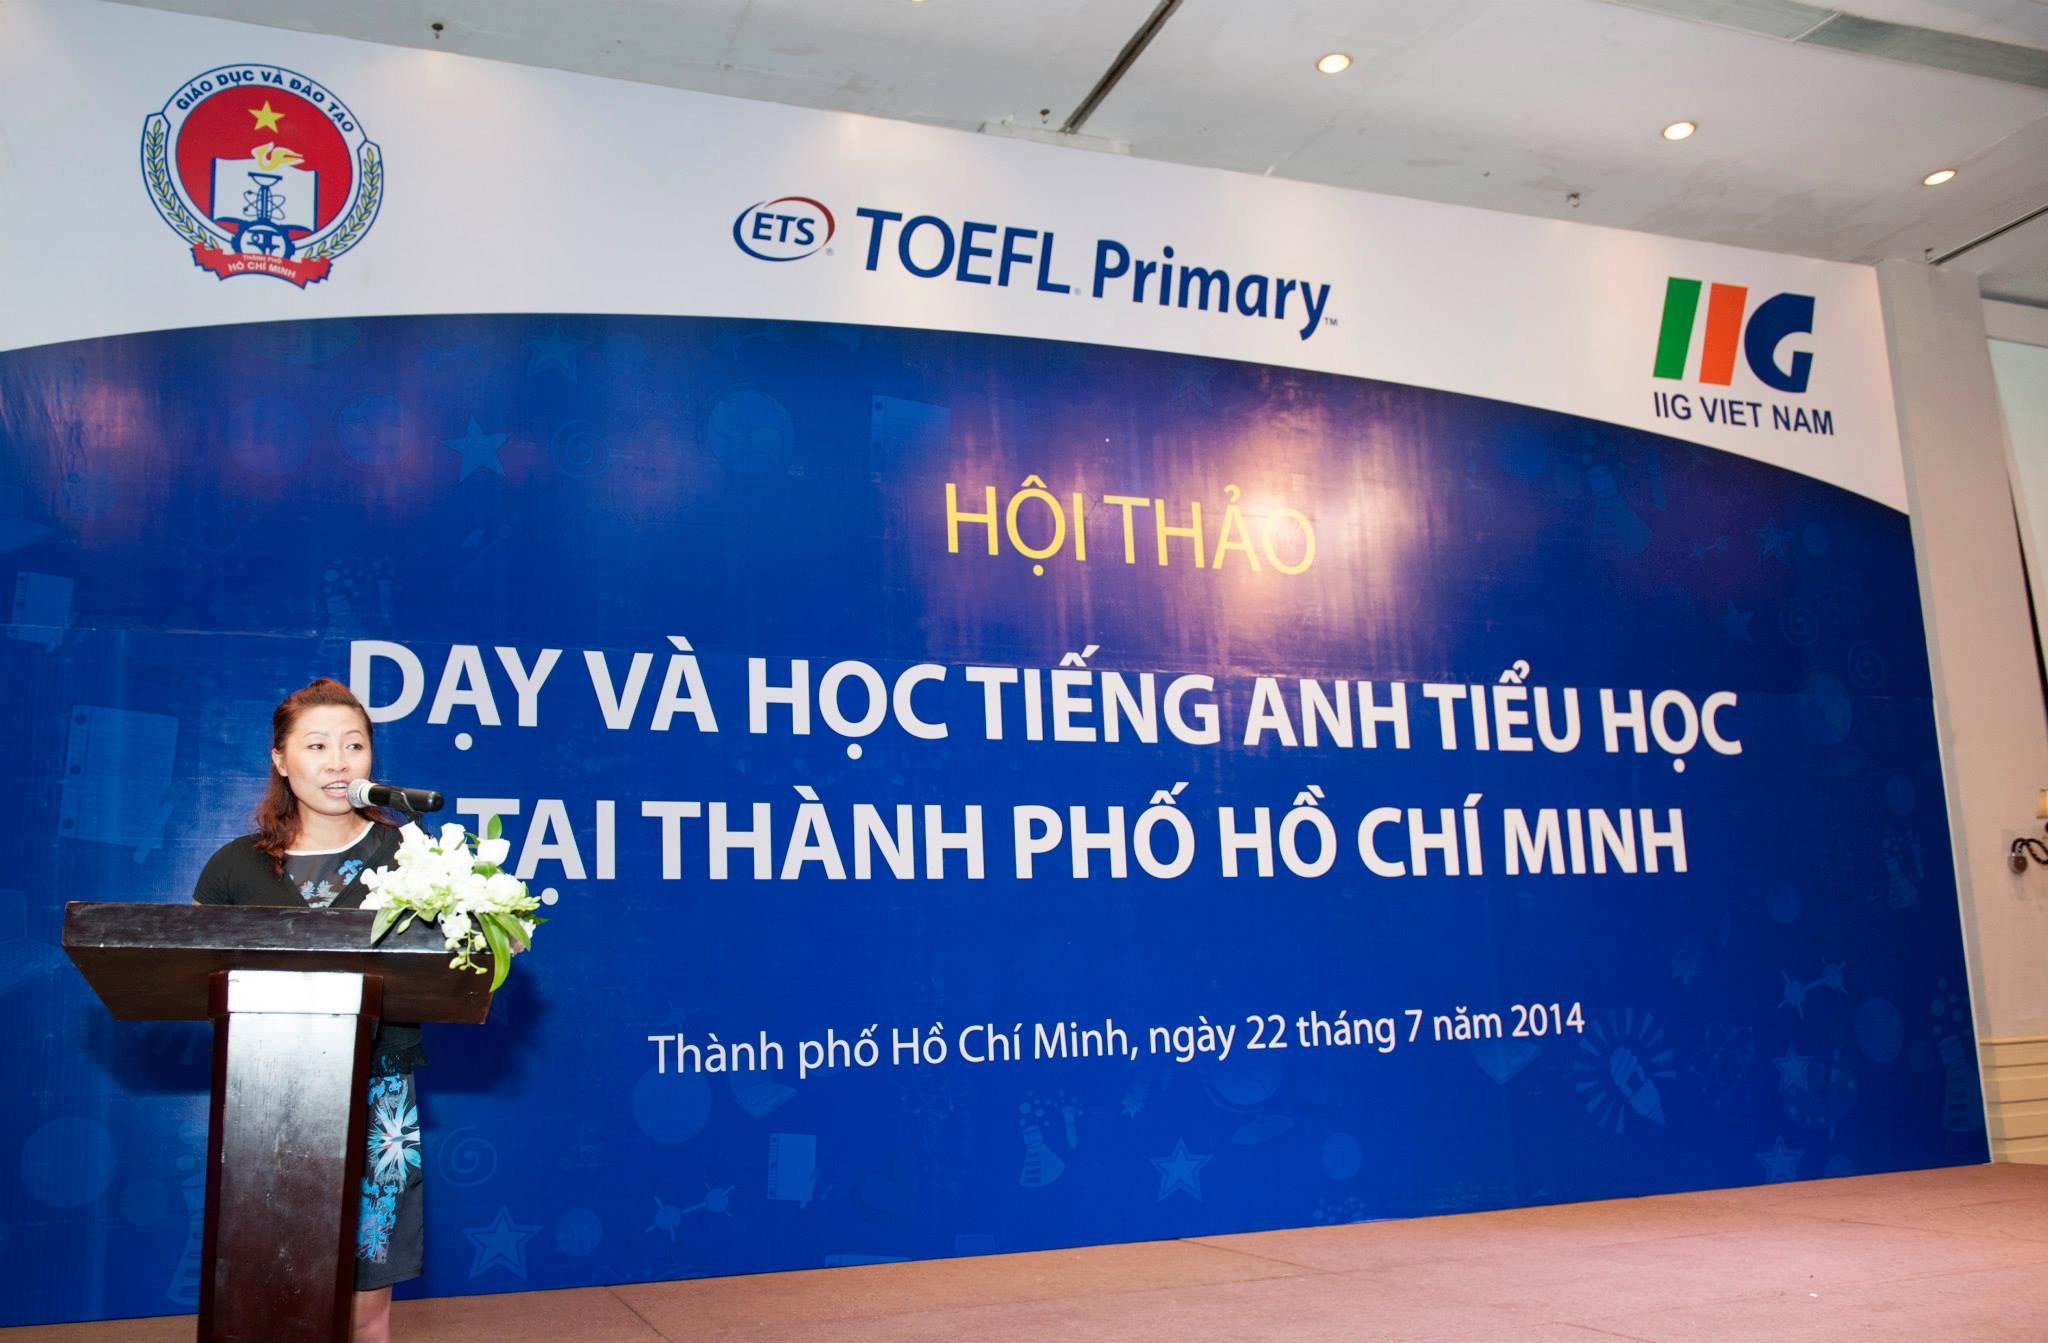 GIÁO DỤC VÀ ĐÀO TẠO
THÀNH PHỐ
HỒ CHÍ MINH
ETS® TOEFL® Primary™
IIG
IIG VIET NAM
HỘI THẢO
DẠY VÀ HỌC TIẾNG ANH TIỂU HỌC
TẠI THÀNH PHỐ HỒ CHÍ MINH
Thành phố Hồ Chí Minh, ngày 22 tháng 7 năm 2014